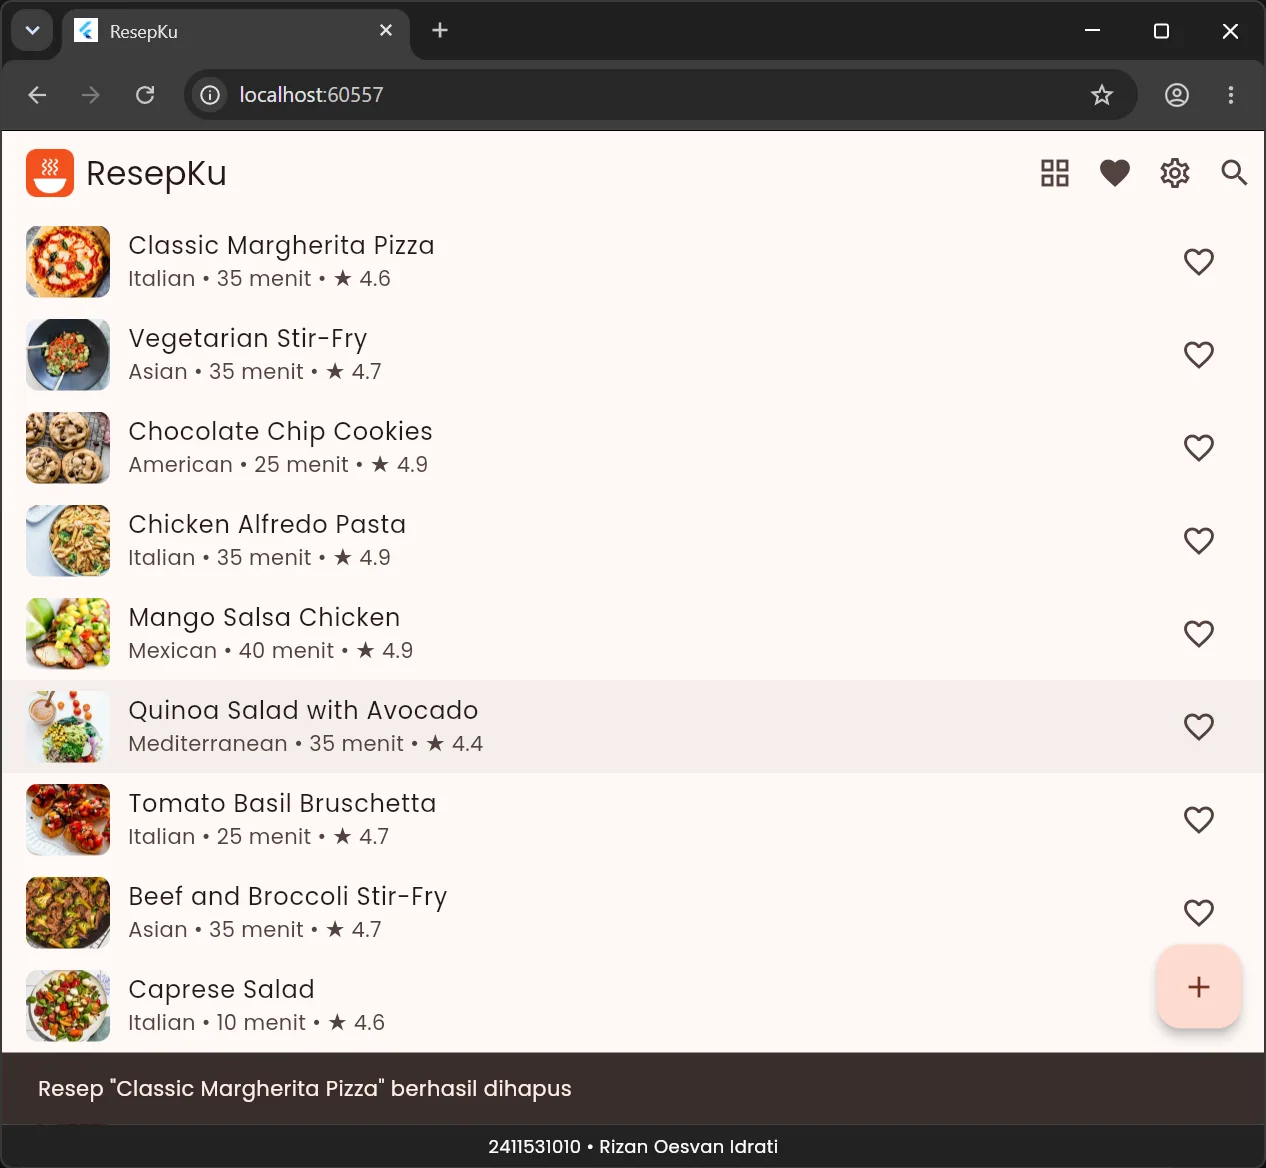 ResepKu
localhost:60557
ResepKu
Classic Margherita Pizza
Italian • 35 menit • ★ 4.6
Vegetarian Stir-Fry
Asian • 35 menit • ★ 4.7
Chocolate Chip Cookies
American • 25 menit • ★ 4.9
Chicken Alfredo Pasta
Italian • 35 menit • ★ 4.9
Mango Salsa Chicken
Mexican • 40 menit • ★ 4.9
Quinoa Salad with Avocado
Mediterranean • 35 menit • ★ 4.4
Tomato Basil Bruschetta
Italian • 25 menit • ★ 4.7
Beef and Broccoli Stir-Fry
Asian • 35 menit • ★ 4.7
Caprese Salad
Italian • 10 menit • ★ 4.6
Resep "Classic Margherita Pizza" berhasil dihapus
2411531010 • Rizan Oesvan Idrati